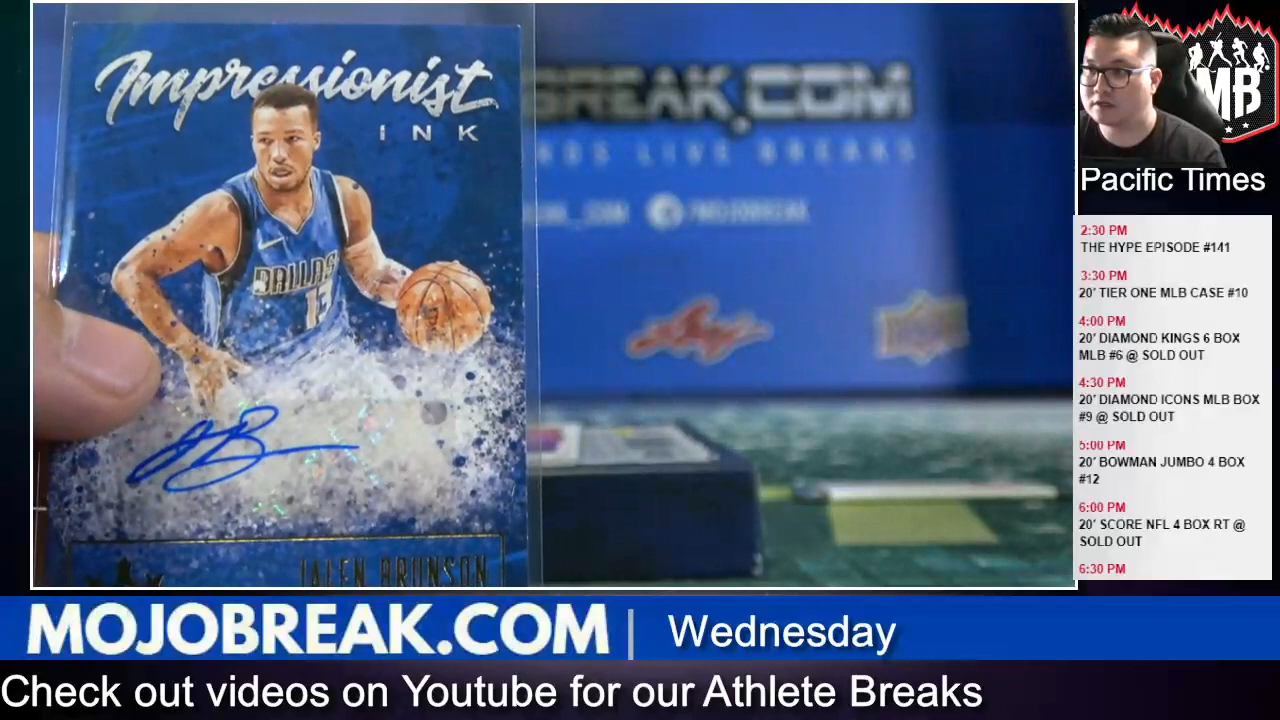 Impressionist
INK
DALLAS
13
JALEN BRUNSON
BREAK.COM
LIVE BREAKS
/MOJOBREAK
MB
Pacific Times
2:30 PM
THE HYPE EPISODE #141
3:30 PM
20' TIER ONE MLB CASE #10
4:00 PM
20' DIAMOND KINGS 6 BOX
MLB #6 @ SOLD OUT
4:30 PM
20' DIAMOND ICONS MLB BOX
#9 @ SOLD OUT
5:00 PM
20' BOWMAN JUMBO 4 BOX
#12
6:00 PM
20' SCORE NFL 4 BOX RT @
SOLD OUT
6:30 PM
MOJOBREAK.COM | Wednesday
Check out videos on Youtube for our Athlete Breaks